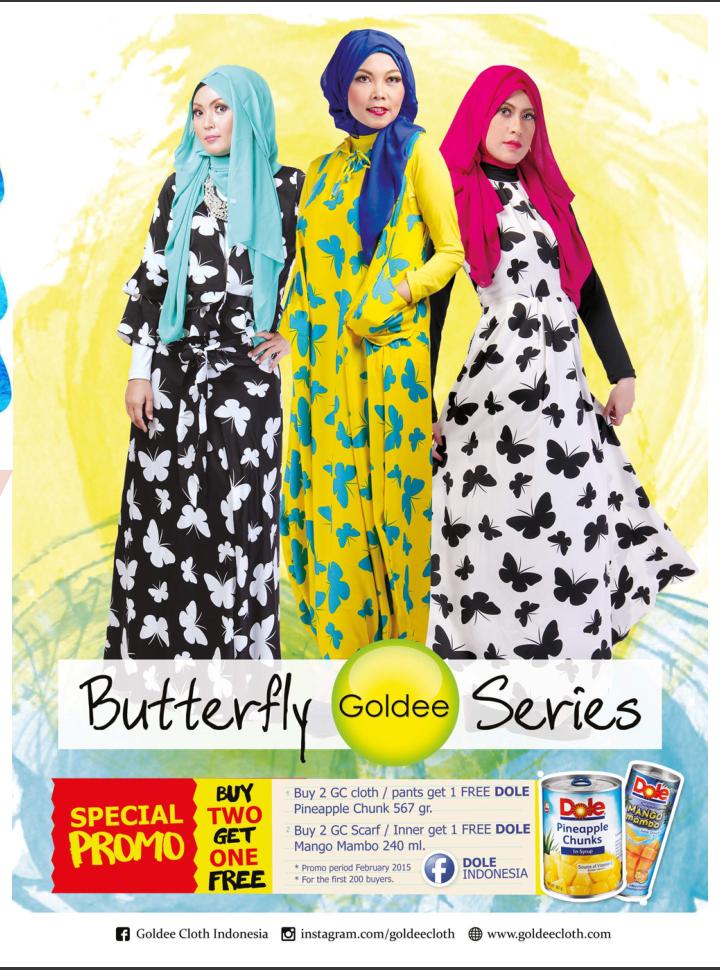 Butterfly Goldee Series
SPECIAL
PROMO
BUY
TWO
GET
ONE
FREE
1 Buy 2 GC cloth / pants get 1 FREE DOLE
Pineapple Chunk 567 gr.
2 Buy 2 GC Scarf / Inner get 1 FREE DOLE
Mango Mambo 240 ml.
* Promo period February 2015
* For the first 200 buyers.
f DOLE
INDONESIA
Dole
Pineapple
Chunks
In Syrup
Dole
MANGO
mambo
f Goldee Cloth Indonesia instagram.com/goldeecloth www.goldeecloth.com